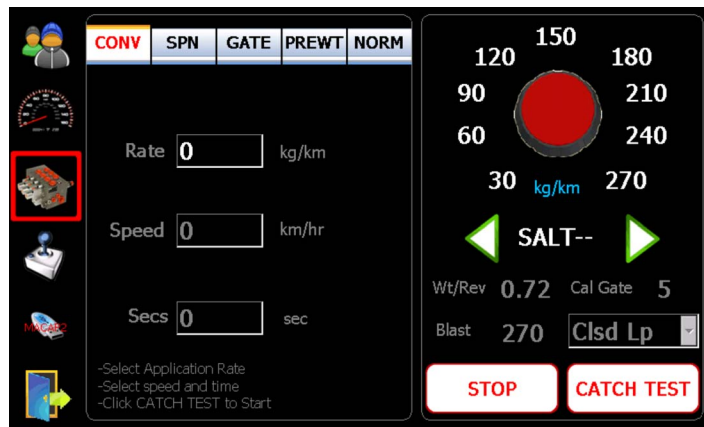 CONV SPN GATE PREWT NORM
Rate 0 kg/km
Speed 0 km/hr
Secs 0 sec
-Select Application Rate
-Select speed and time
-Click CATCH TEST to Start
150
120 180
90 210
60 240
30 kg/km 270
SALT--
Wt/Rev 0.72 Cal Gate 5
Blast 270 Clsd Lp
STOP CATCH TEST